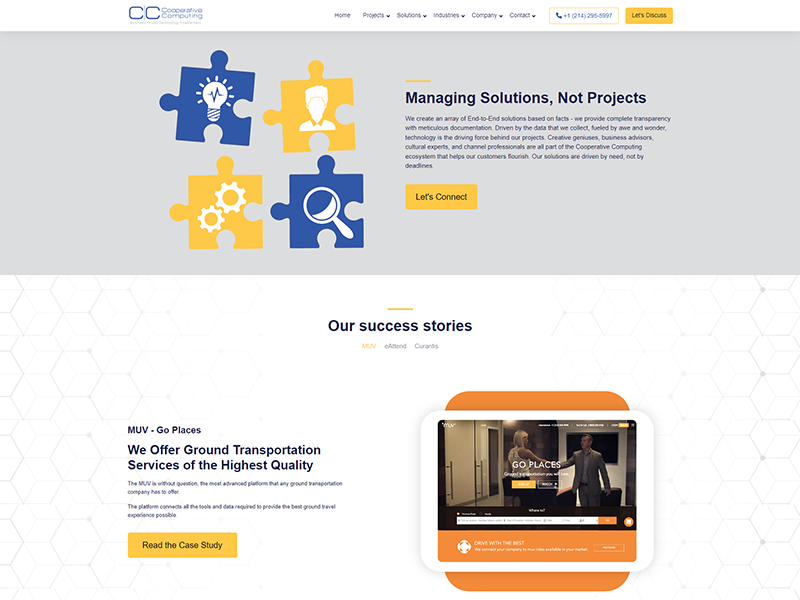 CC Cooperative Computing
Home Projects Solutions Industries Company Contact +1 (214) 295-5997 Let's Discuss
Managing Solutions, Not Projects
We create an array of End-to-End solutions based on facts - we provide complete transparency
with meticulous documentation. Driven by the data that we collect, fueled by awe and wonder,
technology is the driving force behind our projects. Creative geniuses, business advisors,
cultural experts, and channel professionals are all part of the Cooperative Computing
ecosystem that helps our customers flourish. Our solutions are driven by need, not by
deadlines.
Let's Connect
Our success stories
MUV eAttend Curantis
MUV - Go Places
We Offer Ground Transportation
Services of the Highest Quality
The MUV is without question, the most advanced platform that any ground transportation
company has to offer.
The platform connects all the tools and data required to provide the best ground travel
experience possible.
Read the Case Study
MUV
GO PLACES
Ground transportation you will love.
Where to?
DRIVE WITH THE BEST
We connect your company to muv rides available in your market.